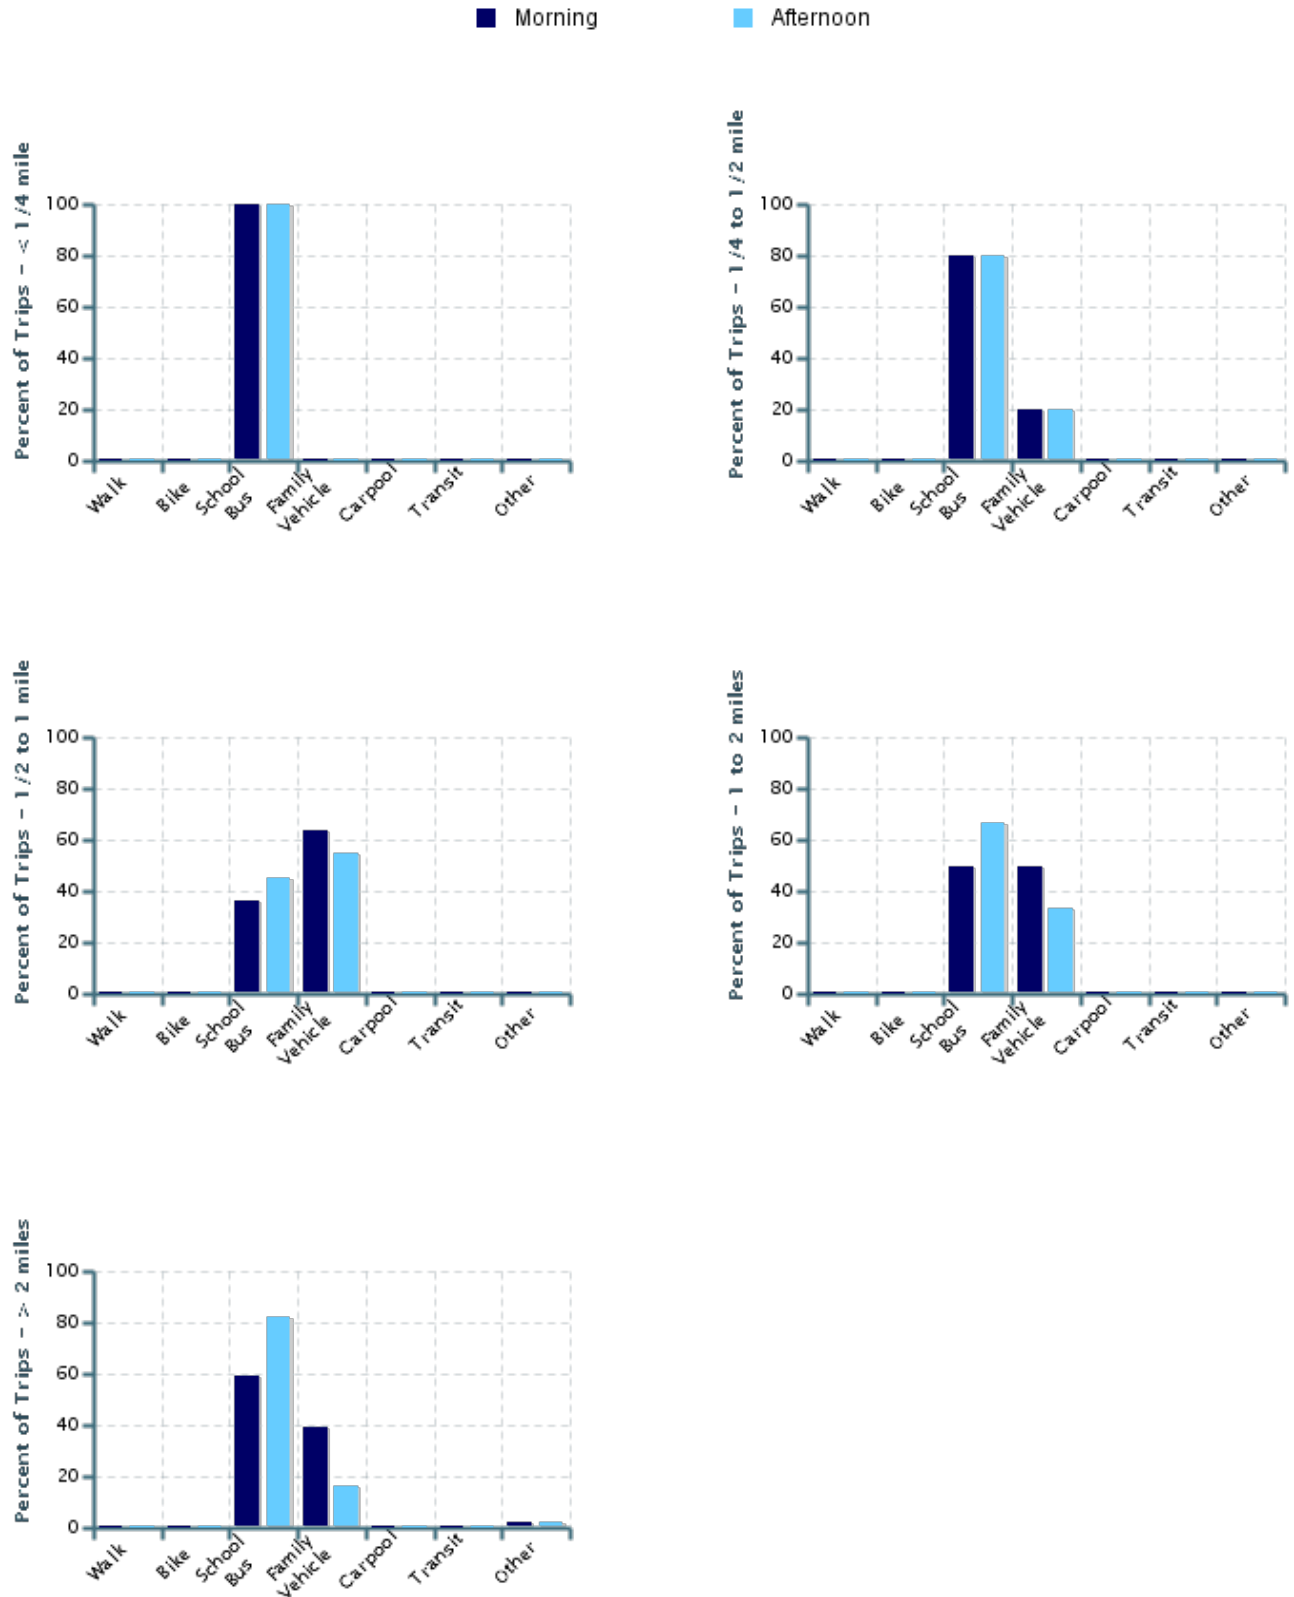 Morning
Afternoon
Percent of Trips – < 1/4 mile
100
80
60
40
20
0
Walk
Bike
School
Bus
Family
Vehicle
Carpool
Transit
Other
Percent of Trips – 1/4 to 1/2 mile
100
80
60
40
20
0
Walk
Bike
School
Bus
Family
Vehicle
Carpool
Transit
Other
Percent of Trips – 1/2 to 1 mile
100
80
60
40
20
0
Walk
Bike
School
Bus
Family
Vehicle
Carpool
Transit
Other
Percent of Trips – 1 to 2 miles
100
80
60
40
20
0
Walk
Bike
School
Bus
Family
Vehicle
Carpool
Transit
Other
Percent of Trips – > 2 miles
100
80
60
40
20
0
Walk
Bike
School
Bus
Family
Vehicle
Carpool
Transit
Other